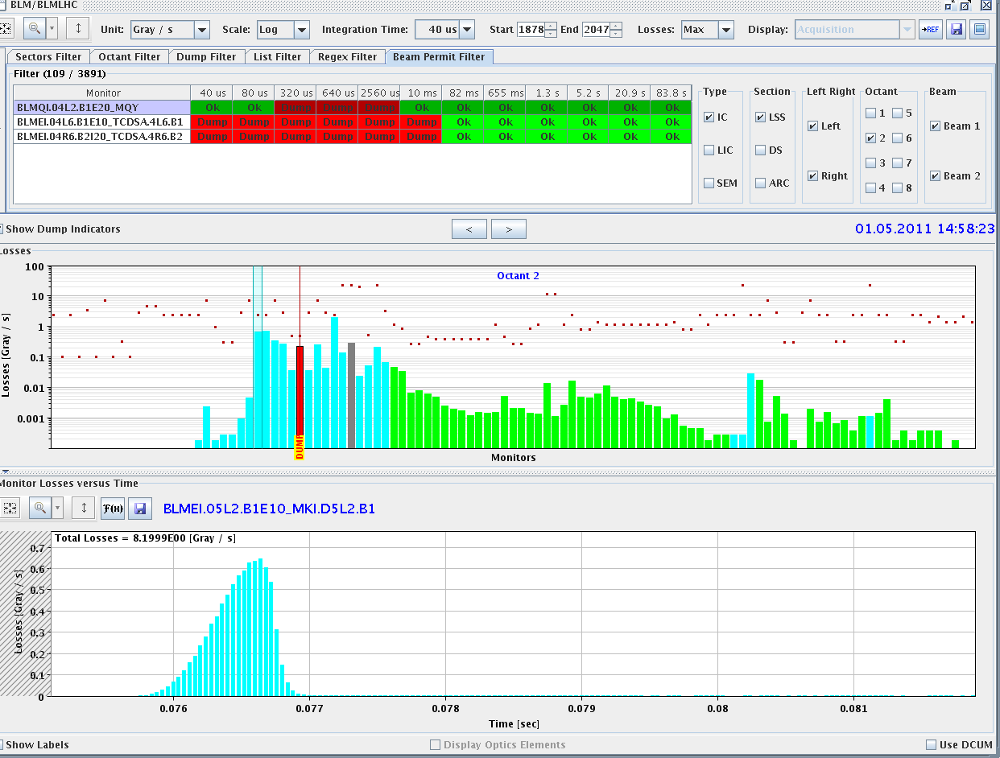 BLM/BLMLHC
Unit: Gray / s Scale: Log Integration Time: 40 us Start 1878 End 2047 Losses: Max Display: Acquisition →REF
Sectors Filter Octant Filter Dump Filter List Filter Regex Filter Beam Permit Filter
Filter (109 / 3891)
Monitor 40 us 80 us 320 us 640 us 2560 us 10 ms 82 ms 655 ms 1.3 s 5.2 s 20.9 s 83.8 s
BLMQI.04L2.B1E20_MQY Ok Ok Dump Dump Dump Ok Ok Ok Ok Ok Ok Ok
BLMEI.04L6.B1E10_TCDSA.4L6.B1 Dump Dump Dump Dump Dump Dump Ok Ok Ok Ok Ok Ok
BLMEI.04R6.B2I20_TCDSA.4R6.B2 Dump Dump Dump Dump Dump Dump Ok Ok Ok Ok Ok Ok
Type
IC
LIC
SEM
Section
LSS
DS
ARC
Left Right
Left
Right
Octant
1 5
2 6
3 7
4 8
Beam
Beam 1
Beam 2
Show Dump Indicators < > 01.05.2011 14:58:23
Losses
Octant 2
Losses [Gray / s]
100
10
1
0.1
0.01
0.001
DUMP
Monitors
Monitor Losses versus Time
F(x) BLMEI.05L2.B1E10_MKI.D5L2.B1
Total Losses = 8.1999E00 [Gray / s]
Losses [Gray / s]
0.7
0.6
0.5
0.4
0.3
0.2
0.1
0
0.076 0.077 0.078 0.079 0.08 0.081
Time [sec]
Show Labels Display Optics Elements Use DCUM